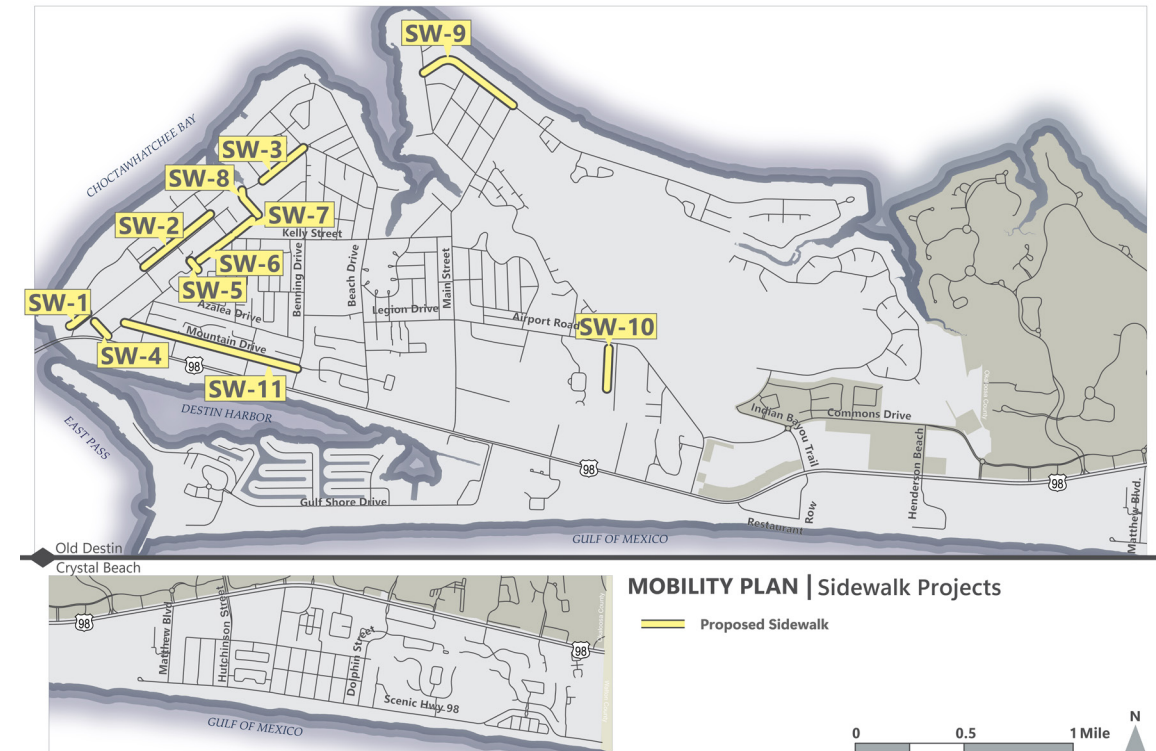 SW-9
CHOCTAWHATCHEE BAY
SW-3
SW-8
SW-2
SW-7
Kelly Street
SW-6
SW-5
Benning Drive
Beach Drive
Main Street
SW-1
Azalea Drive
Legion Drive
Airport Road
SW-10
Mountain Drive
SW-4
98
SW-11
DESTIN HARBOR
EAST PASS
Indian Bayou Trail
Commons Drive
Henderson Beach
98
98
Gulf Shore Drive
Restaurant Row
Matthew Blvd.
GULF OF MEXICO
Old Destin
Crystal Beach
MOBILITY PLAN | Sidewalk Projects
Proposed Sidewalk
98
Matthew Blvd
Hutchinson Street
Dolphin Street
98
Scenic Hwy 98
GULF OF MEXICO
N
0 0.5 1 Mile